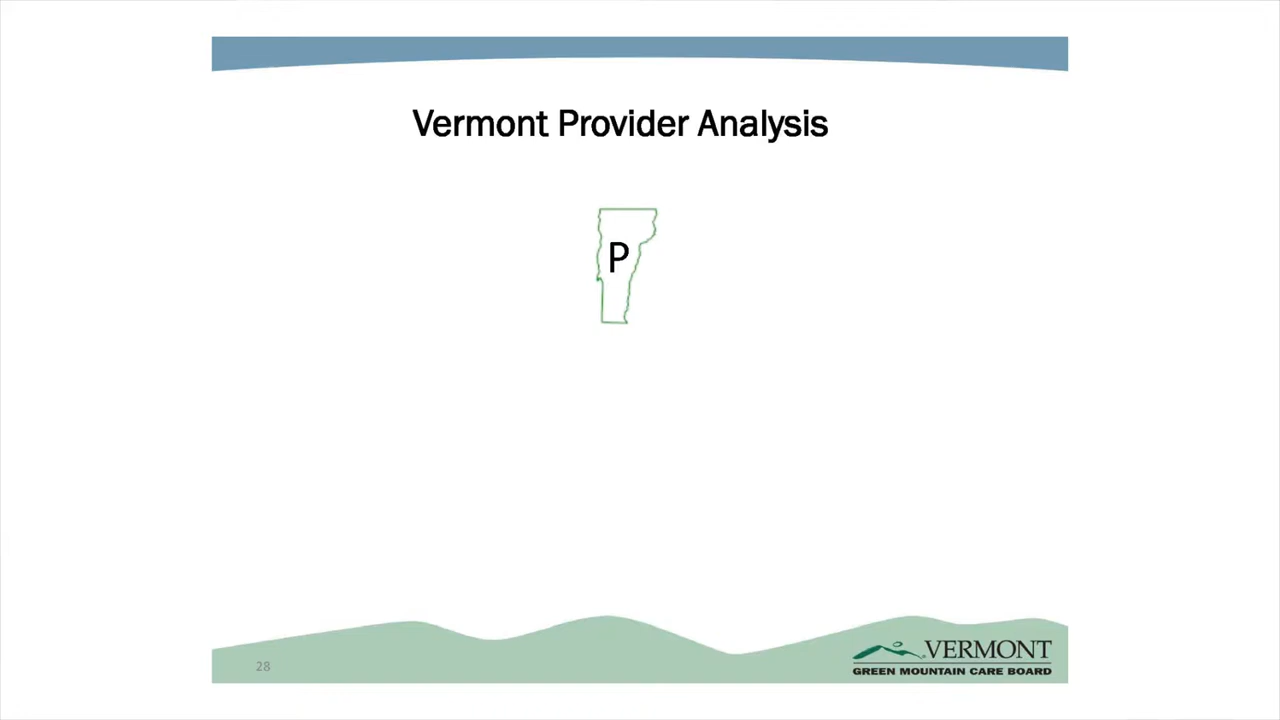 Vermont Provider Analysis
P
28
VERMONT
GREEN MOUNTAIN CARE BOARD